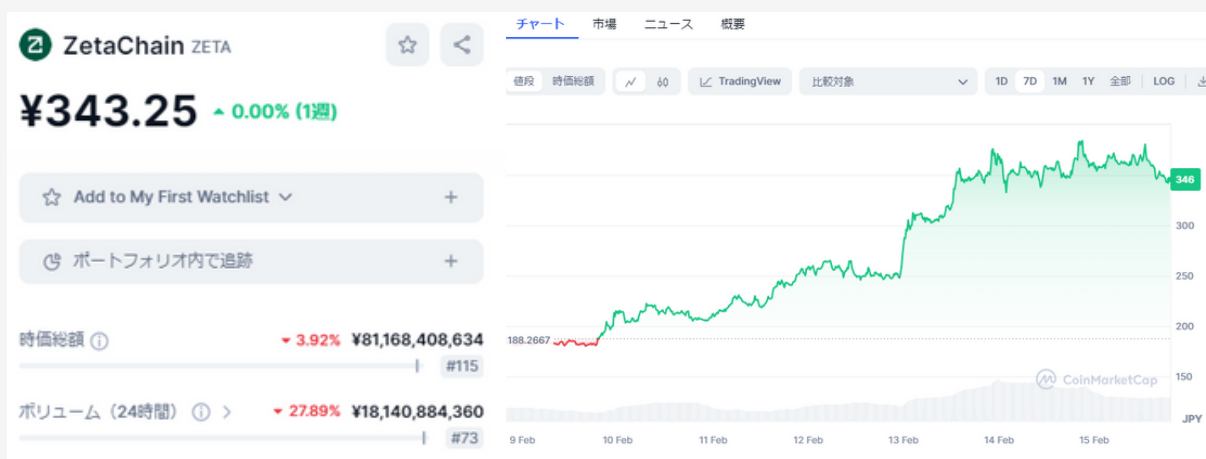 ZetaChain ZETA
¥343.25 0.00% (1週)
Add to My First Watchlist
ポートフォリオ内で追跡
時価総額 3.92% ¥81,168,408,634
#115
ボリューム（24時間） 27.89% ¥18,140,884,360
#73
チャート 市場 ニュース 概要
値段 時価総額 TradingView 比較対象 1D 7D 1M 1Y 全部 LOG
346
300
250
200
188.2667
150
CoinMarketCap
JPY
9 Feb 10 Feb 11 Feb 12 Feb 13 Feb 14 Feb 15 Feb